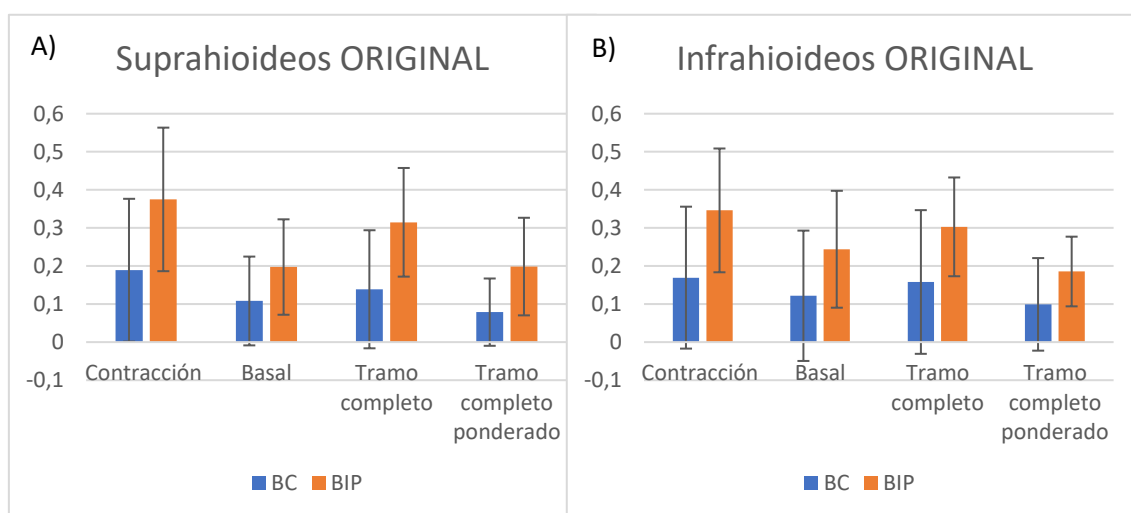 A)
Suprahioideos ORIGINAL
0,6
0,5
0,4
0,3
0,2
0,1
0
-0,1
Contracción
Basal
Tramo
completo
Tramo
completo
ponderado
BC
BIP
B)
Infrahioideos ORIGINAL
0,6
0,5
0,4
0,3
0,2
0,1
0
-0,1
Contracción
Basal
Tramo
completo
Tramo
completo
ponderado
BC
BIP